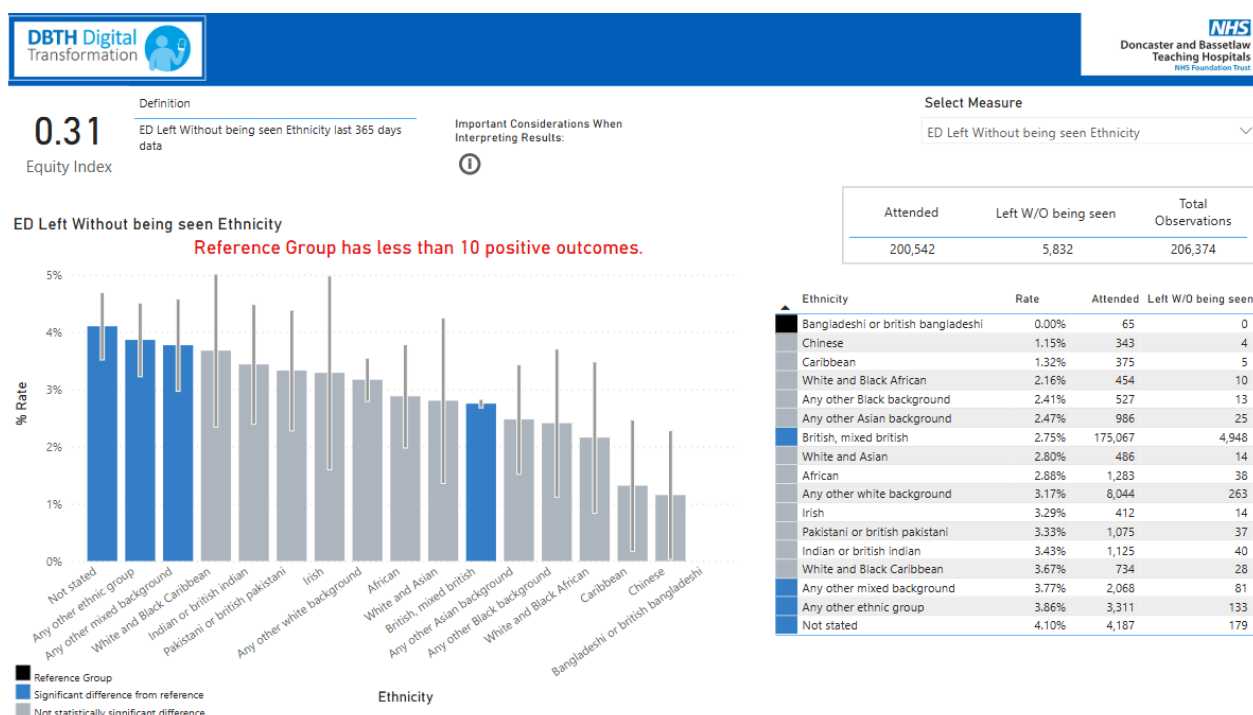 DBTH Digital
Transformation
NHS
Doncaster and Bassetlaw
Teaching Hospitals
NHS Foundation Trust
0.31
Equity Index
Definition
ED Left Without being seen Ethnicity last 365 days
data
Important Considerations When
Interpreting Results:
Select Measure
ED Left Without being seen Ethnicity
Attended Left W/O being seen Total
Observations
200,542 5,832 206,374
ED Left Without being seen Ethnicity
Reference Group has less than 10 positive outcomes.
% Rate
5%
4%
3%
2%
1%
0%
Not stated
Any other ethnic group
Any other mixed background
White and Black Caribbean
Indian or british indian
Pakistani or british pakistani
Irish
Any other white background
African
White and Asian
British, mixed british
Any other Asian background
Any other Black background
White and Black African
Caribbean
Chinese
Bangladeshi or british bangladeshi
Ethnicity
Reference Group
Significant difference from reference
Not statistically significant difference
Ethnicity Rate Attended Left W/O being seen
Bangladeshi or british bangladeshi 0.00% 65 0
Chinese 1.15% 343 4
Caribbean 1.32% 375 5
White and Black African 2.16% 454 10
Any other Black background 2.41% 527 13
Any other Asian background 2.47% 986 25
British, mixed british 2.75% 175,067 4,948
White and Asian 2.80% 486 14
African 2.88% 1,283 38
Any other white background 3.17% 8,044 263
Irish 3.29% 412 14
Pakistani or british pakistani 3.33% 1,075 37
Indian or british indian 3.43% 1,125 40
White and Black Caribbean 3.67% 734 28
Any other mixed background 3.77% 2,068 81
Any other ethnic group 3.86% 3,311 133
Not stated 4.10% 4,187 179